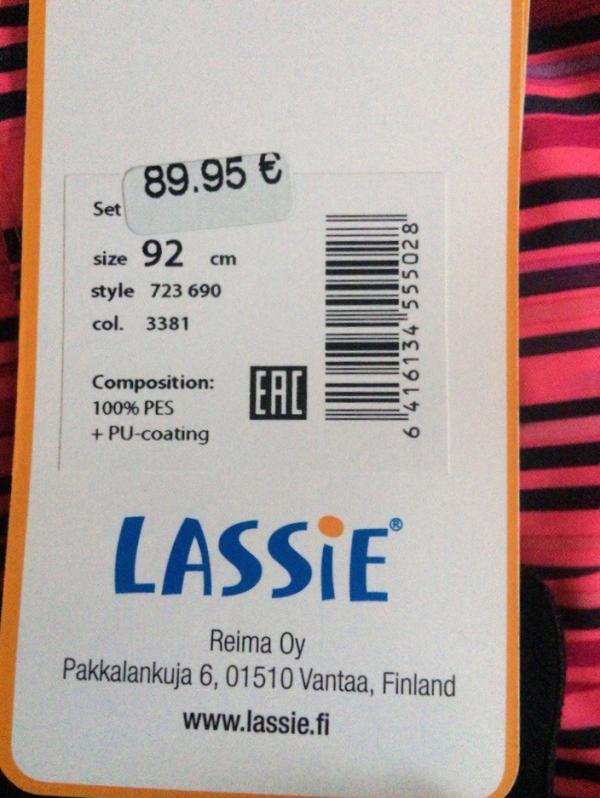 89.95 €
Set
size 92 cm
style 723 690
col. 3381
Composition:
100% PES
+ PU-coating
EAC
6 416134 555028
LASSiE®
Reima Oy
Pakkalankuja 6, 01510 Vantaa, Finland
www.lassie.fi